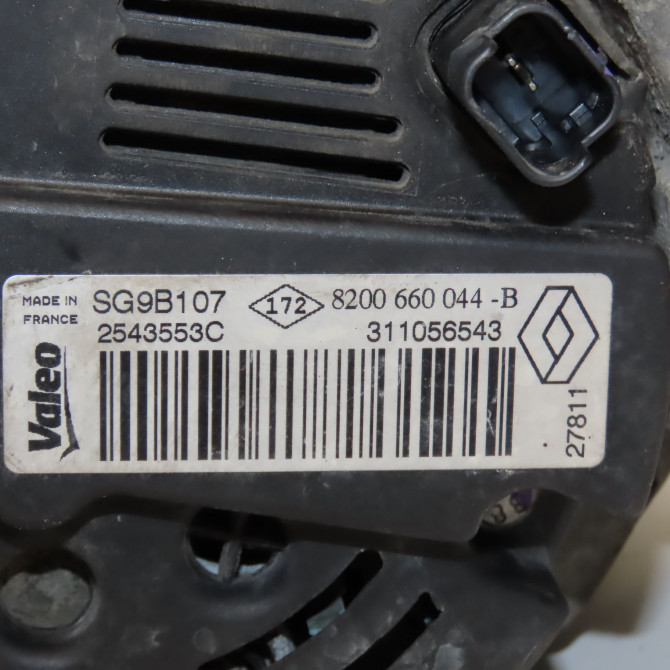 MADE IN
FRANCE
Valeo
SG9B107
172
8200 660 044 -B
2543553C
311056543
27811